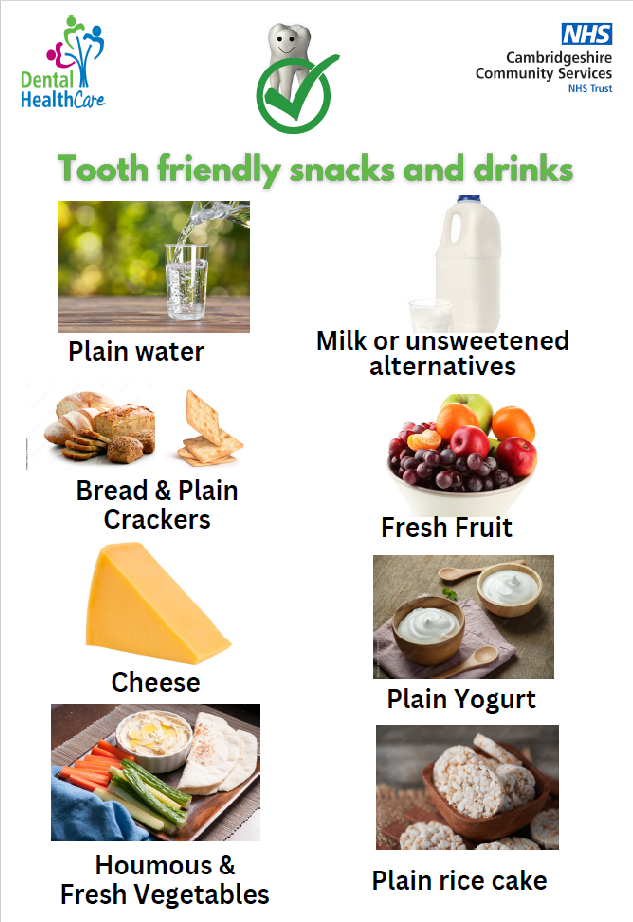 Dental
HealthCare
NHS
Cambridgeshire
Community Services
NHS Trust
Tooth friendly snacks and drinks
Plain water
Milk or unsweetened
alternatives
Bread & Plain
Crackers
Fresh Fruit
Cheese
Plain Yogurt
Houmous &
Fresh Vegetables
Plain rice cake